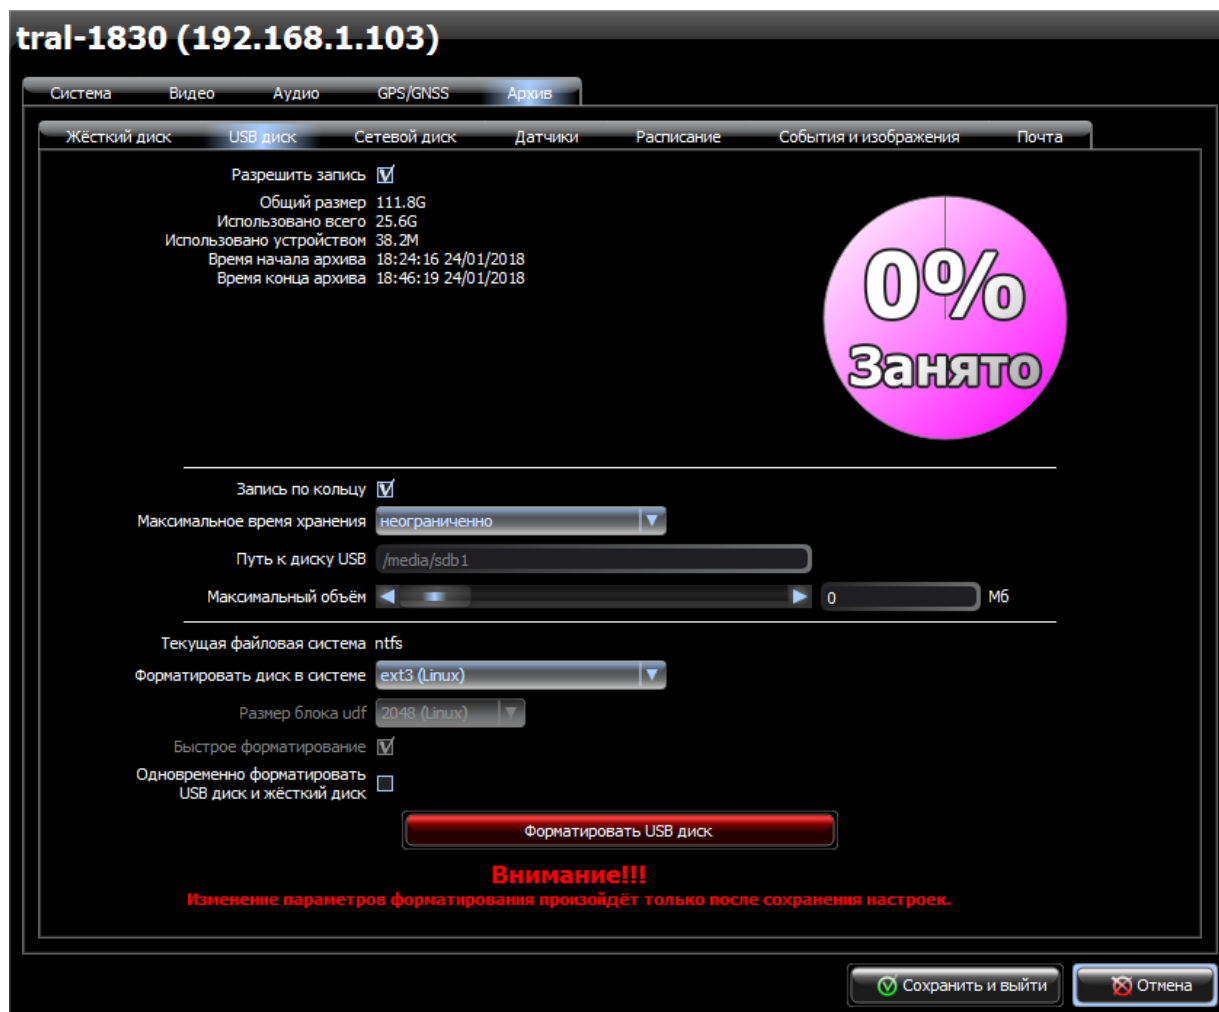 tral-1830 (192.168.1.103)
Система Видео Аудио GPS/GNSS Архив
Жёсткий диск USB диск Сетевой диск Датчики Расписание События и изображения Почта
Разрешить запись
Общий размер 111.8G
Использовано всего 25.6G
Использовано устройством 38.2M
Время начала архива 18:24:16 24/01/2018
Время конца архива 18:46:19 24/01/2018
0%
Занято
Запись по кольцу
Максимальное время хранения неограниченно
Путь к диску USB /media/sdb1
Максимальный объём 0 Мб
Текущая файловая система ntfs
Форматировать диск в системе ext3 (Linux)
Размер блока udf 2048 (Linux)
Быстрое форматирование
Одновременно форматировать
USB диск и жёсткий диск
Форматировать USB диск
Внимание!!!
Изменение параметров форматирования произойдёт только после сохранения настроек.
Сохранить и выйти Отмена